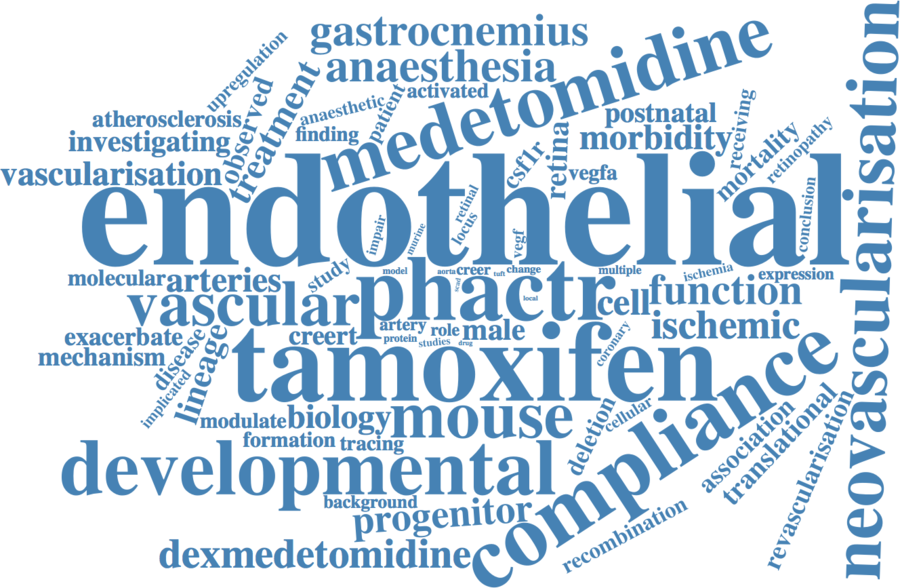 gastrocnemius
anaesthesia
medetomidine
neovascularisation
upregulation
observed
treatment
anaesthetic
patient
activated
atherosclerosis
finding
investigating
vascularisation
postnatal
morbidity
receiving
mortality
retinopathy
csf1r
retina
vegfa
endothelial
impair
murine
retinal
locus
vegf
conclusion
molecular
arteries
study
model
aorta
creer
tuft
change
multiple
ischemia
expression
scad
local
vascular
phactr
cell
function
exacerbate
mechanism
disease
implicated
lineage
creert
artery
role
male
protein
studies
drug
coronary
ischemic
tamoxifen
modulate
biology
mouse
deletion
cellular
compliance
formation
tracing
developmental
background
progenitor
association
translational
revascularisation
recombination
dexmedetomidine